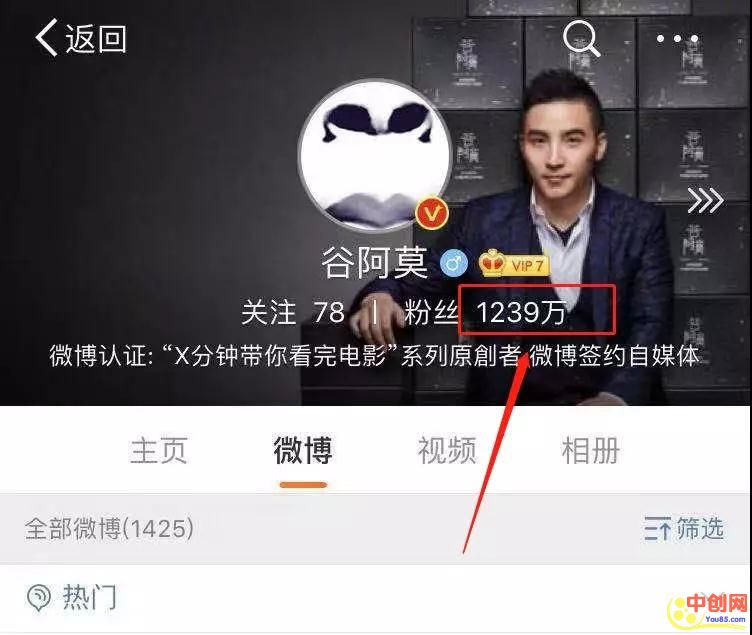 返回
谷阿莫 VIP 7
关注 78 | 粉丝 1239万
微博认证: “X分钟带你看完电影”系列原創者,微博签约自媒体
主页 微博 视频 相册
全部微博(1425) 筛选
热门
中创网
You85.com